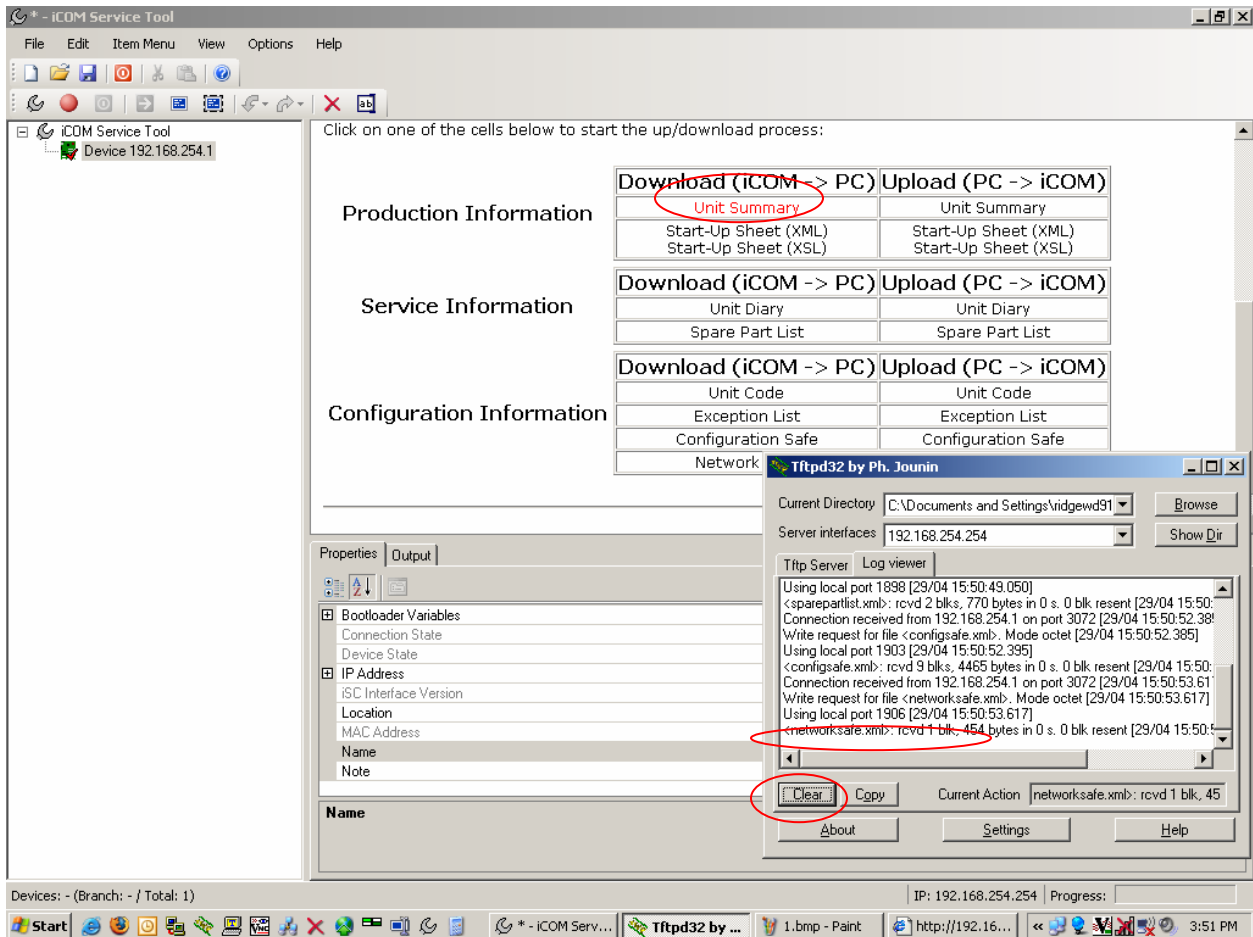 * - iCOM Service Tool
File Edit Item Menu View Options Help
iCOM Service Tool
Device 192.168.254.1
Click on one of the cells below to start the up/download process:
Production Information
Download (iCOM -> PC) Upload (PC -> iCOM)
Unit Summary Unit Summary
Start-Up Sheet (XML) Start-Up Sheet (XML)
Start-Up Sheet (XSL) Start-Up Sheet (XSL)
Service Information
Download (iCOM -> PC) Upload (PC -> iCOM)
Unit Diary Unit Diary
Spare Part List Spare Part List
Configuration Information
Download (iCOM -> PC) Upload (PC -> iCOM)
Unit Code Unit Code
Exception List Exception List
Configuration Safe Configuration Safe
Network
Properties Output
Bootloader Variables
Connection State
Device State
IP Address
iSC Interface Version
Location
MAC Address
Name
Note
Name
Tftpd32 by Ph. Jounin
Current Directory C:\Documents and Settings\ridgewd91 Browse
Server interfaces 192.168.254.254 Show Dir
Tftp Server Log viewer
Using local port 1898 [29/04 15:50:49.050]
<sparepartlist.xml>: rcvd 2 blks, 770 bytes in 0 s. 0 blk resent [29/04 15:50:
Connection received from 192.168.254.1 on port 3072 [29/04 15:50:52.38
Write request for file <configsafe.xml>. Mode octet [29/04 15:50:52.385]
Using local port 1903 [29/04 15:50:52.395]
<configsafe.xml>: rcvd 9 blks, 4465 bytes in 0 s. 0 blk resent [29/04 15:50:
Connection received from 192.168.254.1 on port 3072 [29/04 15:50:53.61
Write request for file <networksafe.xml>. Mode octet [29/04 15:50:53.617]
Using local port 1906 [29/04 15:50:53.617]
<networksafe.xml>: rcvd 1 blk, 454 bytes in 0 s. 0 blk resent [29/04 15:50:5
Clear Copy Current Action networksafe.xml>: rcvd 1 blk, 45
About Settings Help
Devices: - (Branch: - / Total: 1) IP: 192.168.254.254 Progress:
Start * - iCOM Serv... Tftpd32 by ... 1.bmp - Paint http://192.16... 3:51 PM